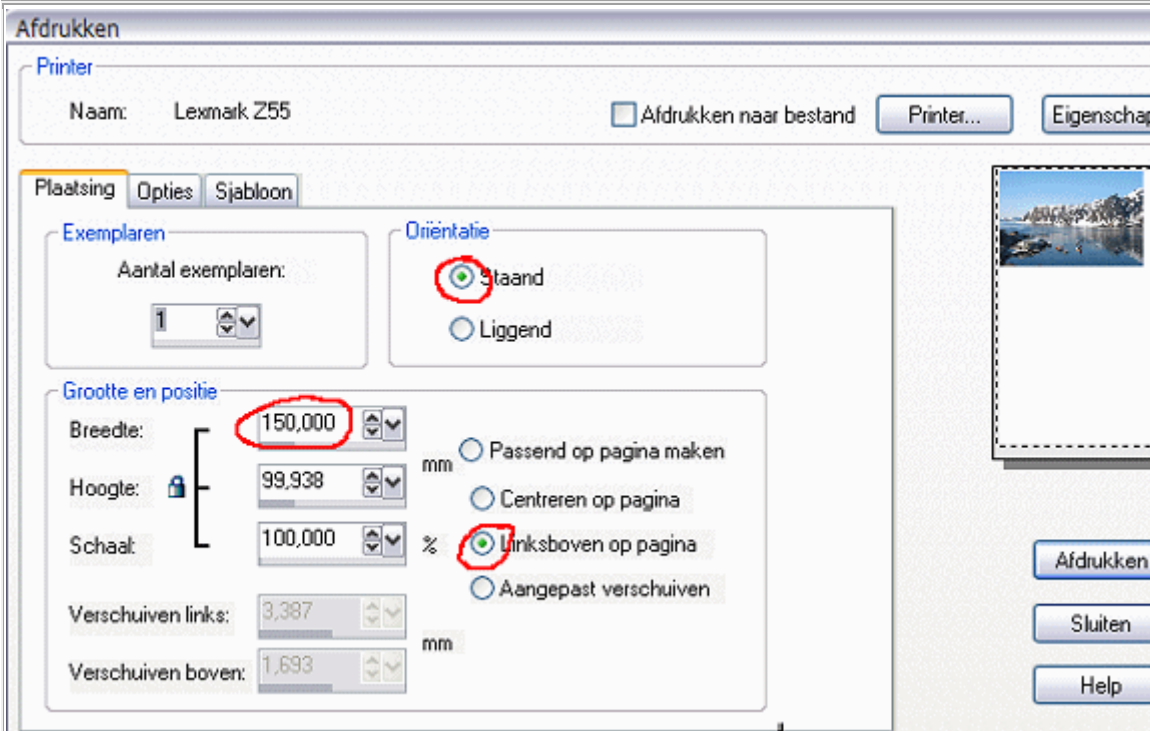 Afdrukken
Printer
Naam: Lexmark Z55
Afdrukken naar bestand
Printer...
Eigenschap
Plaatsing Opties Sjabloon
Exemplaren
Aantal exemplaren:
1
Oriëntatie
Staand
Liggend
Grootte en positie
Breedte: 150,000
Hoogte: 99,938 mm
Schaal: 100,000 %
Passend op pagina maken
Centreren op pagina
Linksboven op pagina
Aangepast verschuiven
Verschuiven links: 3,387
Verschuiven boven: 1,693 mm
Afdrukken
Sluiten
Help